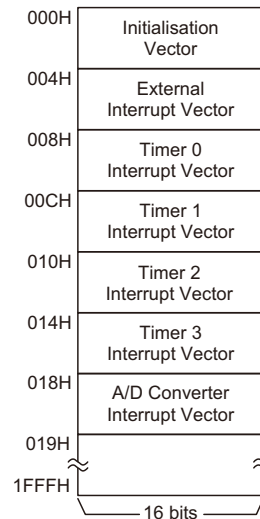 000H
Initialisation
Vector
004H
External
Interrupt Vector
008H
Timer 0
Interrupt Vector
00CH
Timer 1
Interrupt Vector
010H
Timer 2
Interrupt Vector
014H
Timer 3
Interrupt Vector
018H
A/D Converter
Interrupt Vector
019H
1FFFH
16 bits